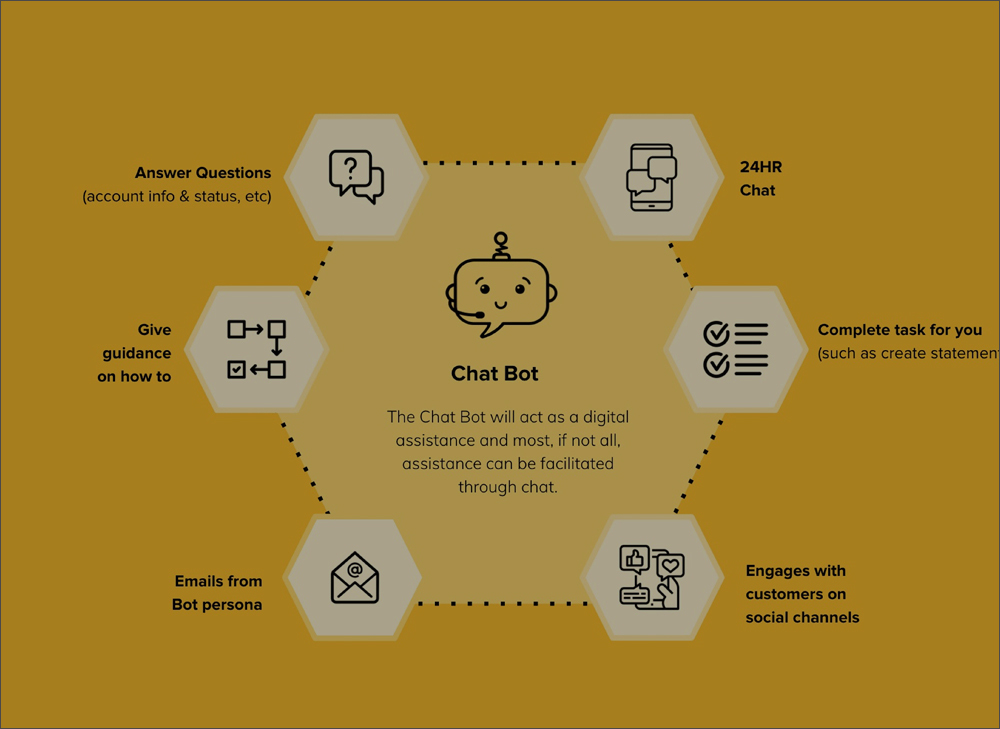 Answer Questions
(account info & status, etc)
24HR
Chat
Give
guidance
on how to
Complete task for you
(such as create statement
Chat Bot
The Chat Bot will act as a digital
assistance and most, if not all,
assistance can be facilitated
through chat.
Emails from
Bot persona
Engages with
customers on
social channels